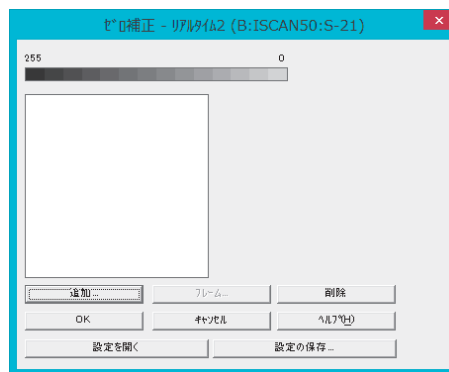 ｾﾞﾛ補正 - ﾘｱﾙﾀｲﾑ2 (B:ISCAN50:S-21)
255 0
追加...
ﾌﾚｰﾑ...
削除
OK
ｷｬﾝｾﾙ
ﾍﾙﾌﾟ(H)
設定を開く
設定の保存...